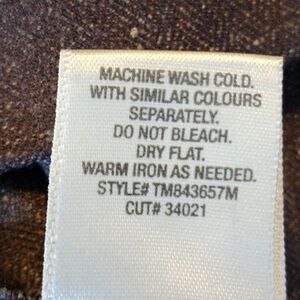 MACHINE WASH COLD.
WITH SIMILAR COLOURS
SEPARATELY.
DO NOT BLEACH.
DRY FLAT.
WARM IRON AS NEEDED.
STYLE# TM843657M
CUT# 34021